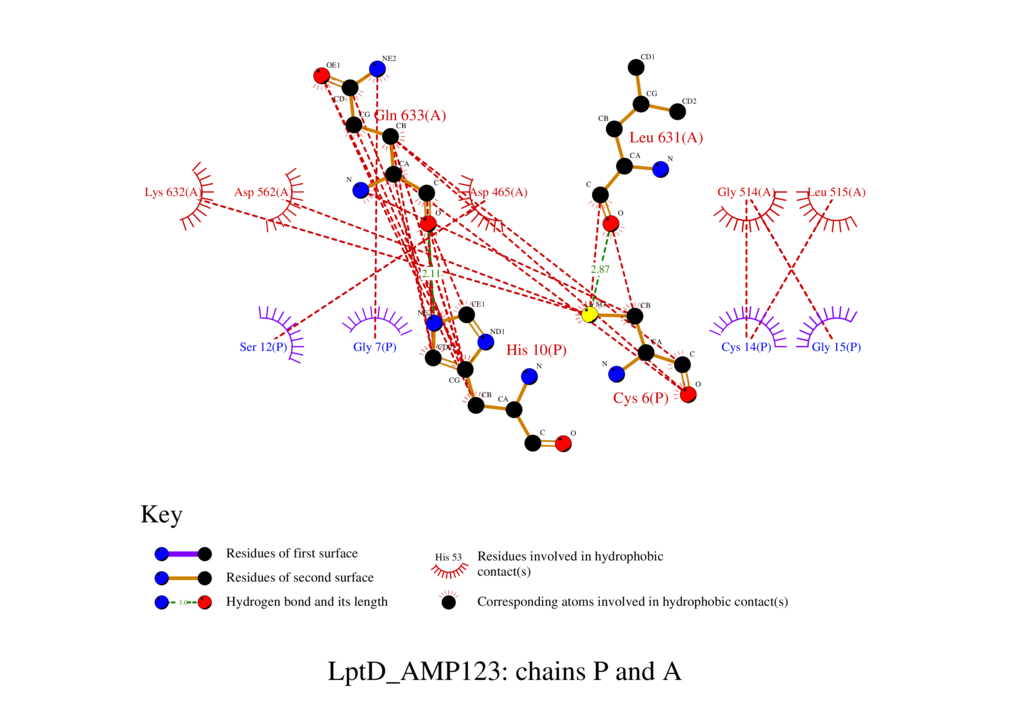 OE1
NE2
CD
CG
Gln 633(A)
CB
CA
N
C
O
CD1
CG
CD2
CB
Leu 631(A)
CA
N
C
O
Lys 632(A)
Asp 562(A)
Asp 465(A)
Gly 514(A)
Leu 515(A)
2.11
2.87
Ser 12(P)
Gly 7(P)
CE1
ND1
His 10(P)
CG
CB
CA
N
C
O
SG
CB
CA
N
C
O
Cys 6(P)
Cys 14(P)
Gly 15(P)
Key
Residues of first surface
Residues of second surface
3.0
Hydrogen bond and its length
His 53
Residues involved in hydrophobic
contact(s)
Corresponding atoms involved in hydrophobic contact(s)
LptD_AMP123: chains P and A